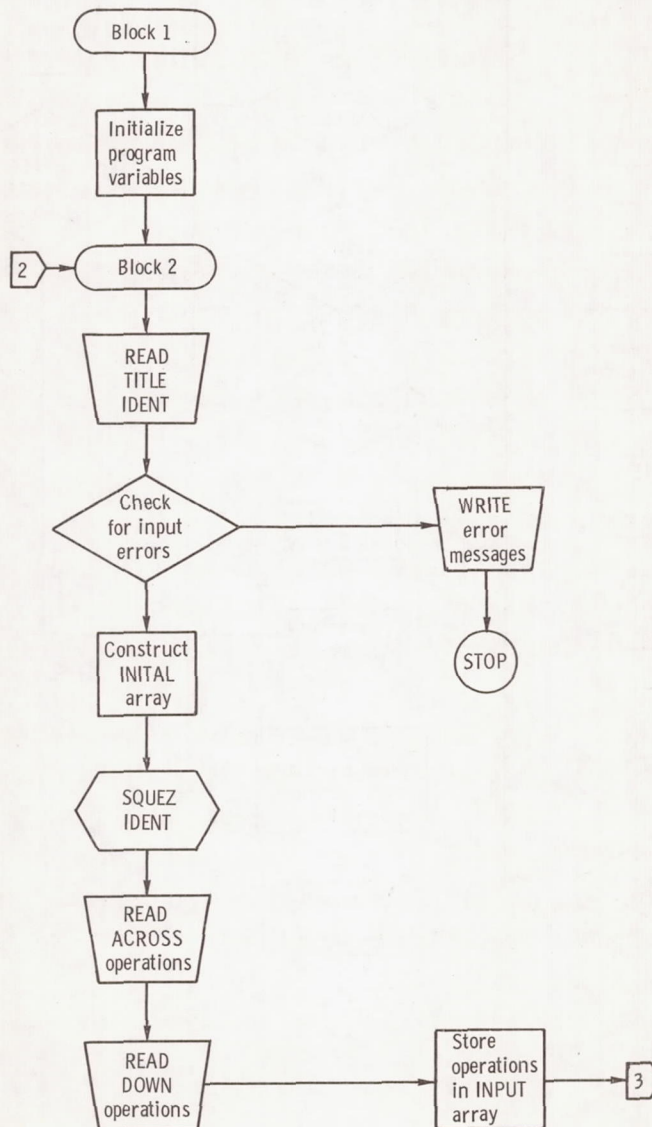 Block 1
Initialize
program
variables
2
Block 2
READ
TITLE
IDENT
Check
for input
errors
WRITE
error
messages
STOP
Construct
INITAL
array
SQUEZ
IDENT
READ
ACROSS
operations
READ
DOWN
operations
Store
operations
in INPUT
array
3